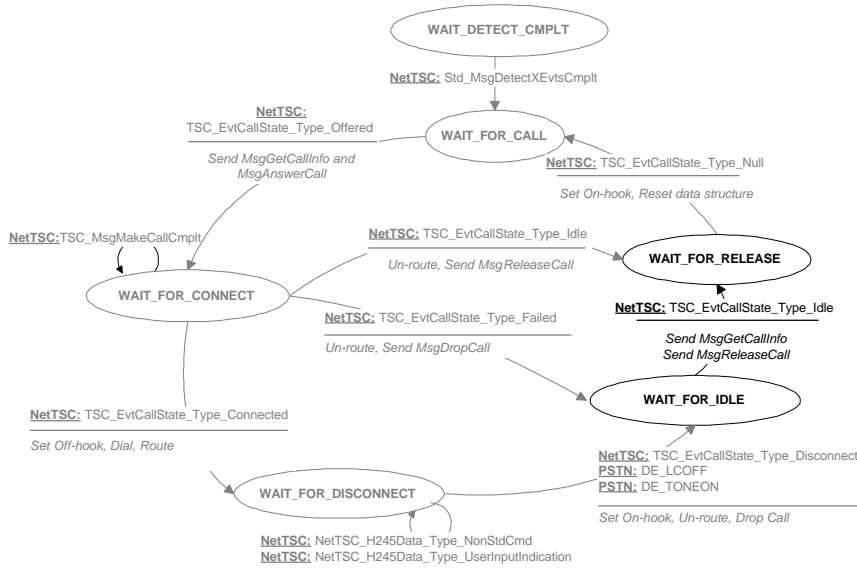 WAIT_DETECT_CMPLT
NetTSC: Std_MsgDetectXEvtsCmplt
NetTSC:
TSC_EvtCallState_Type_Offered
WAIT_FOR_CALL
Send MsgGetCallInfo and
MsgAnswerCall
NetTSC: TSC_EvtCallState_Type_Null
Set On-hook, Reset data structure
NetTSC:TSC_MsgMakeCallCmplt
NetTSC: TSC_EvtCallState_Type_Idle
Un-route, Send MsgReleaseCall
WAIT_FOR_RELEASE
WAIT_FOR_CONNECT
NetTSC: TSC_EvtCallState_Type_Idle
NetTSC: TSC_EvtCallState_Type_Failed
Un-route, Send MsgDropCall
Send MsgGetCallInfo
Send MsgReleaseCall
WAIT_FOR_IDLE
NetTSC: TSC_EvtCallState_Type_Connected
Set Off-hook, Dial, Route
NetTSC: TSC_EvtCallState_Type_Disconnect
PSTN: DE_LCOFF
PSTN: DE_TONEON
Set On-hook, Un-route, Drop Call
WAIT_FOR_DISCONNECT
NetTSC: NetTSC_H245Data_Type_NonStdCmd
NetTSC: NetTSC_H245Data_Type_UserInputIndication